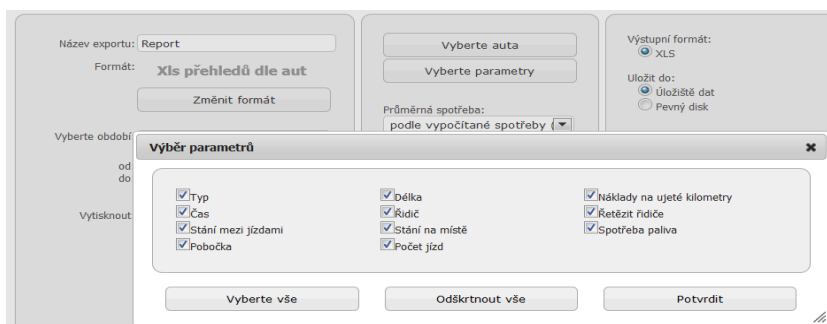 Název exportu: Report
Formát: Xls přehledů dle aut
Změnit formát
Vyberte období
od
do
Vytisknout
Vyberte auta
Vyberte parametry
Průměrná spotřeba:
podle vypočítané spotřeby (
Výstupní formát:
XLS
Uložit do:
Úložiště dat
Pevný disk
Výběr parametrů
Typ
Čas
Stání mezi jízdami
Pobočka
Délka
Řidič
Stání na místě
Počet jízd
Náklady na ujeté kilometry
Řetězit řidiče
Spotřeba paliva
Vyberte vše
Odškrtnout vše
Potvrdit